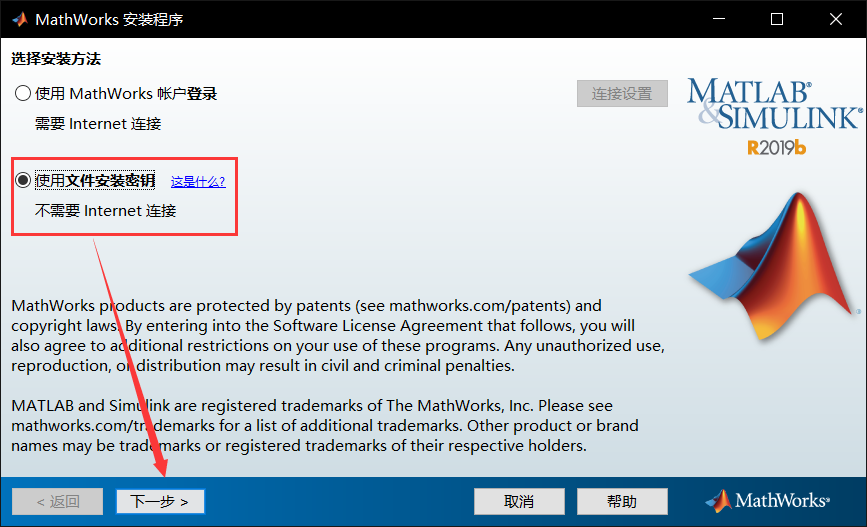 MathWorks 安装程序
选择安装方法
使用 MathWorks 帐户登录
连接设置
需要 Internet 连接
MATLAB®
&SIMULINK®
R2019b
使用文件安装密钥 这是什么?
不需要 Internet 连接
MathWorks products are protected by patents (see mathworks.com/patents) and
copyright laws. By entering into the Software License Agreement that follows, you will
also agree to additional restrictions on your use of these programs. Any unauthorized use,
reproduction, or distribution may result in civil and criminal penalties.
MATLAB and Simulink are registered trademarks of The MathWorks, Inc. Please see
mathworks.com/trademarks for a list of additional trademarks. Other product or brand
names may be trademarks or registered trademarks of their respective holders.
< 返回
下一步 >
取消
帮助
MathWorks®